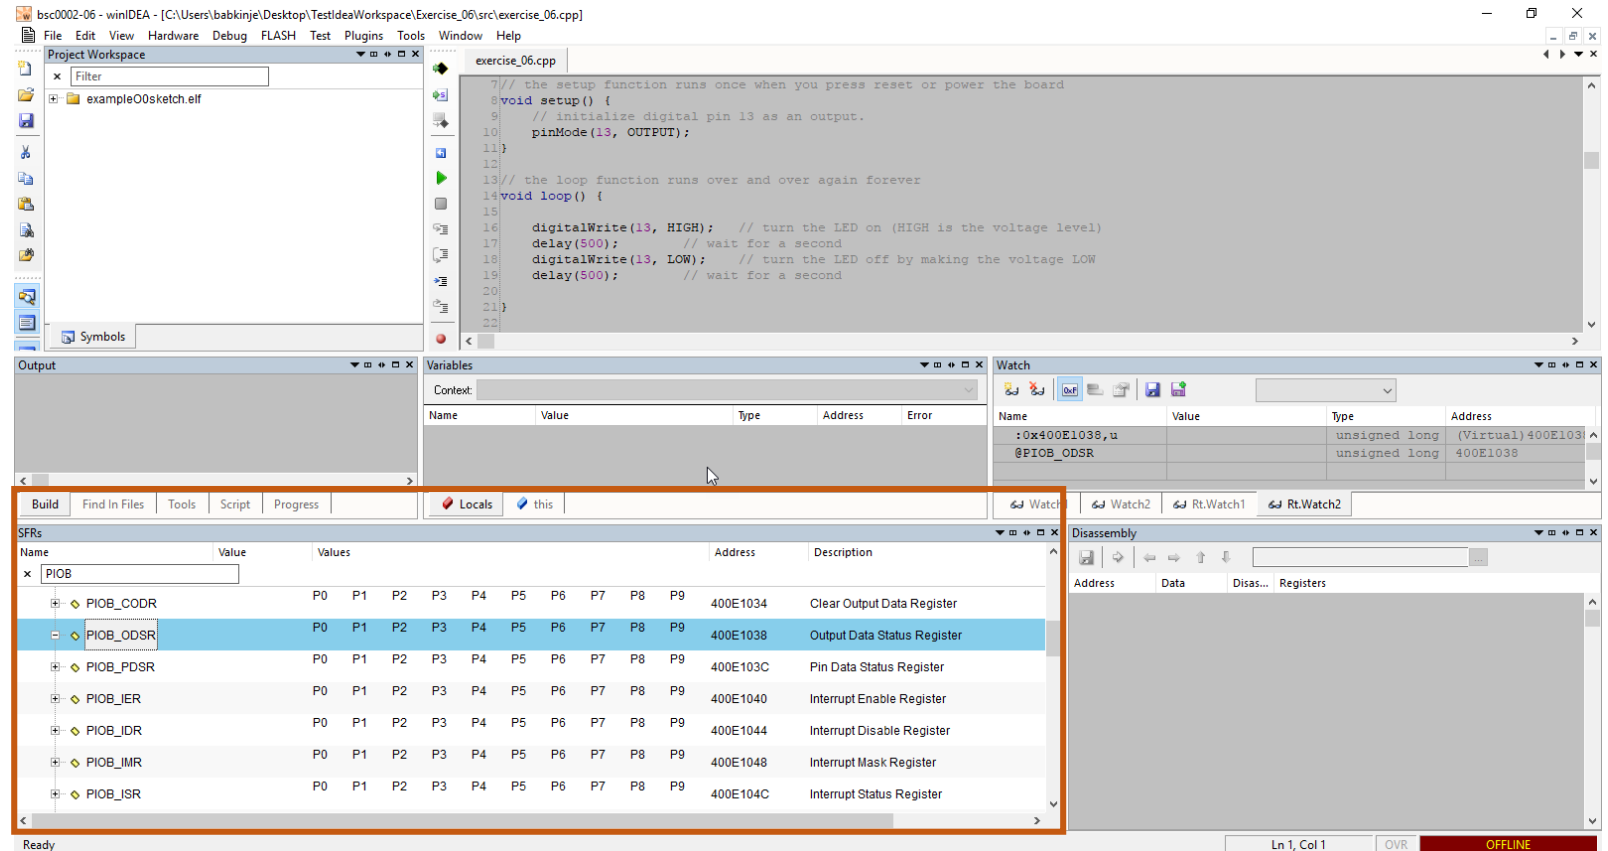 bsc0002-06 - winIDEA - [C:\Users\babkinje\Desktop\TestIdeaWorkspace\Exercise_06\src\exercise_06.cpp]
File Edit View Hardware Debug FLASH Test Plugins Tools Window Help
Project Workspace
Filter
exampleO0sketch.elf
Symbols
exercise_06.cpp
7 // the setup function runs once when you press reset or power the board
8 void setup() {
9 // initialize digital pin 13 as an output.
10 pinMode(13, OUTPUT);
11 }
12
13 // the loop function runs over and over again forever
14 void loop() {
15
16 digitalWrite(13, HIGH); // turn the LED on (HIGH is the voltage level)
17 delay(500); // wait for a second
18 digitalWrite(13, LOW); // turn the LED off by making the voltage LOW
19 delay(500); // wait for a second
20
21 }
22
Output
Build Find In Files Tools Script Progress
Variables
Context:
Name Value Type Address Error
Locals this
Watch
0xF
Name Value Type Address
:0x400E1038,u unsigned long (Virtual)400E1038
@PIOB_ODSR unsigned long 400E1038
Watch1 Watch2 Rt.Watch1 Rt.Watch2
SFRs
Name Value Values Address Description
PIOB
PIOB_CODR P0 P1 P2 P3 P4 P5 P6 P7 P8 P9 400E1034 Clear Output Data Register
PIOB_ODSR P0 P1 P2 P3 P4 P5 P6 P7 P8 P9 400E1038 Output Data Status Register
PIOB_PDSR P0 P1 P2 P3 P4 P5 P6 P7 P8 P9 400E103C Pin Data Status Register
PIOB_IER P0 P1 P2 P3 P4 P5 P6 P7 P8 P9 400E1040 Interrupt Enable Register
PIOB_IDR P0 P1 P2 P3 P4 P5 P6 P7 P8 P9 400E1044 Interrupt Disable Register
PIOB_IMR P0 P1 P2 P3 P4 P5 P6 P7 P8 P9 400E1048 Interrupt Mask Register
PIOB_ISR P0 P1 P2 P3 P4 P5 P6 P7 P8 P9 400E104C Interrupt Status Register
Disassembly
...
Address Data Disas... Registers
Ready Ln 1, Col 1 OVR OFFLINE